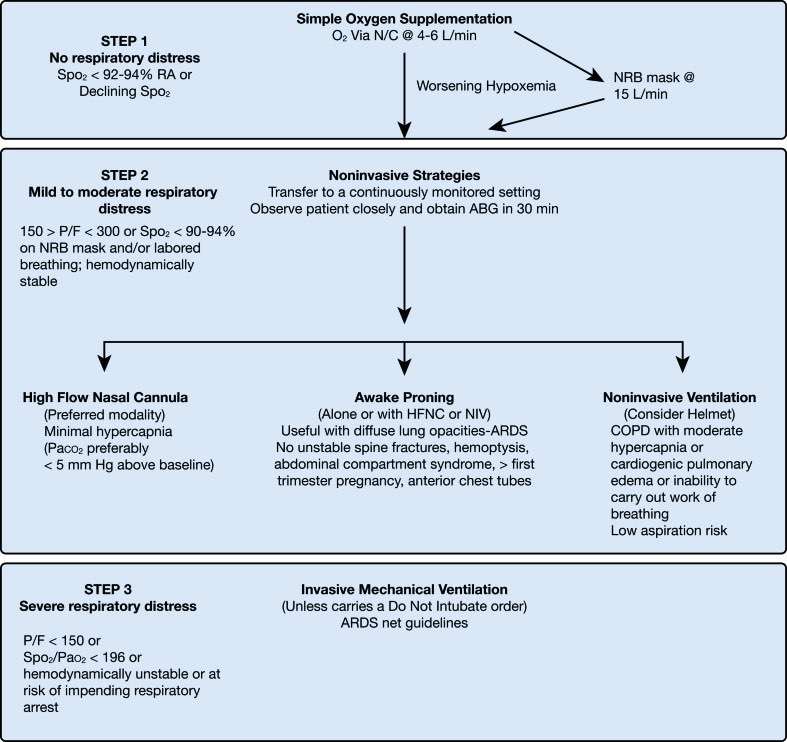 STEP 1
No respiratory distress
Spo₂ < 92-94% RA or
Declining Spo₂
Simple Oxygen Supplementation
O₂ Via N/C @ 4-6 L/min
Worsening Hypoxemia
NRB mask @
15 L/min
STEP 2
Mild to moderate respiratory
distress
150 > P/F < 300 or Spo₂ < 90-94%
on NRB mask and/or labored
breathing; hemodynamically
stable
Noninvasive Strategies
Transfer to a continuously monitored setting
Observe patient closely and obtain ABG in 30 min
High Flow Nasal Cannula
(Preferred modality)
Minimal hypercapnia
(Paco₂ preferably
< 5 mm Hg above baseline)
Awake Proning
(Alone or with HFNC or NIV)
Useful with diffuse lung opacities-ARDS
No unstable spine fractures, hemoptysis,
abdominal compartment syndrome, > first
trimester pregnancy, anterior chest tubes
Noninvasive Ventilation
(Consider Helmet)
COPD with moderate
hypercapnia or
cardiogenic pulmonary
edema or inability to
carry out work of
breathing
Low aspiration risk
STEP 3
Severe respiratory distress
P/F < 150 or
Spo₂/Pao₂ < 196 or
hemodynamically unstable or at
risk of impending respiratory
arrest
Invasive Mechanical Ventilation
(Unless carries a Do Not Intubate order)
ARDS net guidelines